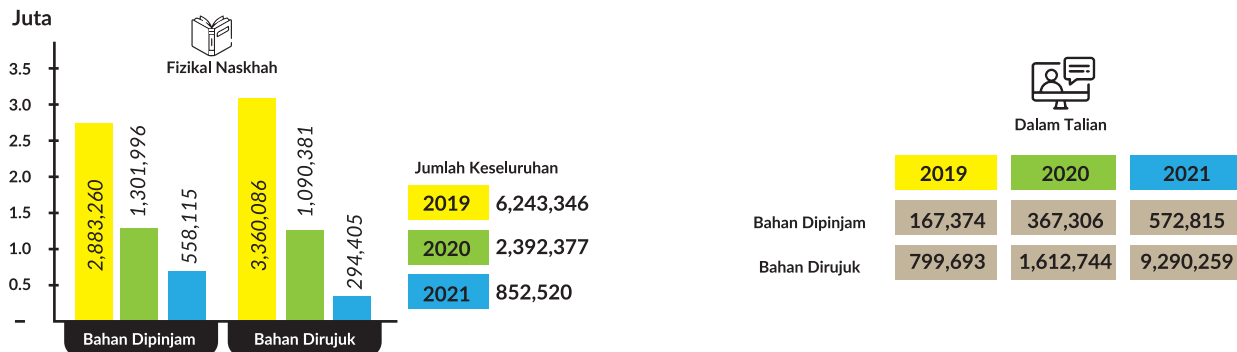 Juta
Fizikal Naskhah
3.5
3.0
2.5
2.0
1.5
1.0
0.5
–
2,883,260
1,301,996
558,115
3,360,086
1,090,381
294,405
Bahan Dipinjam
Bahan Dirujuk
Jumlah Keseluruhan
2019 6,243,346
2020 2,392,377
2021 852,520
Dalam Talian
2019 2020 2021
Bahan Dipinjam 167,374 367,306 572,815
Bahan Dirujuk 799,693 1,612,744 9,290,259